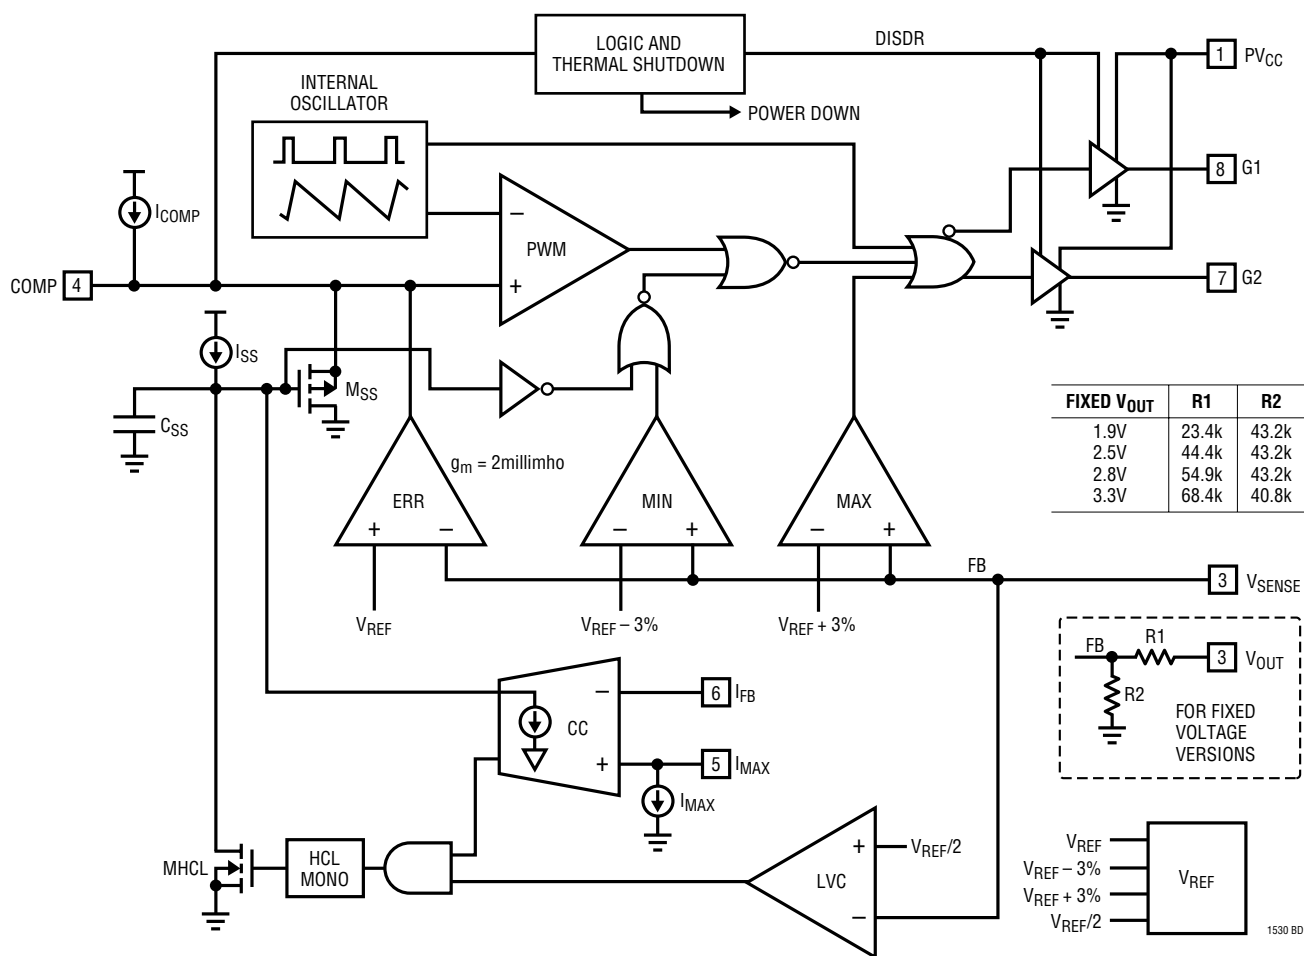 LOGIC AND
THERMAL SHUTDOWN
DISDR
1
PVCC
POWER DOWN
INTERNAL
OSCILLATOR
8
G1
ICOMP
–
PWM
+
COMP
4
7
G2
ISS
MSS
CSS
gm = 2millimho
ERR
+
–
MIN
–
+
MAX
–
+
FIXED VOUT R1 R2
1.9V 23.4k 43.2k
2.5V 44.4k 43.2k
2.8V 54.9k 43.2k
3.3V 68.4k 40.8k
FB
3
VSENSE
VREF
VREF – 3%
VREF + 3%
FB
R1
3
VOUT
R2
FOR FIXED
VOLTAGE
VERSIONS
–
6
IFB
CC
+
5
IMAX
IMAX
MHCL
HCL
MONO
LVC
+
VREF/2
–
VREF
VREF – 3%
VREF + 3%
VREF/2
VREF
1530 BD